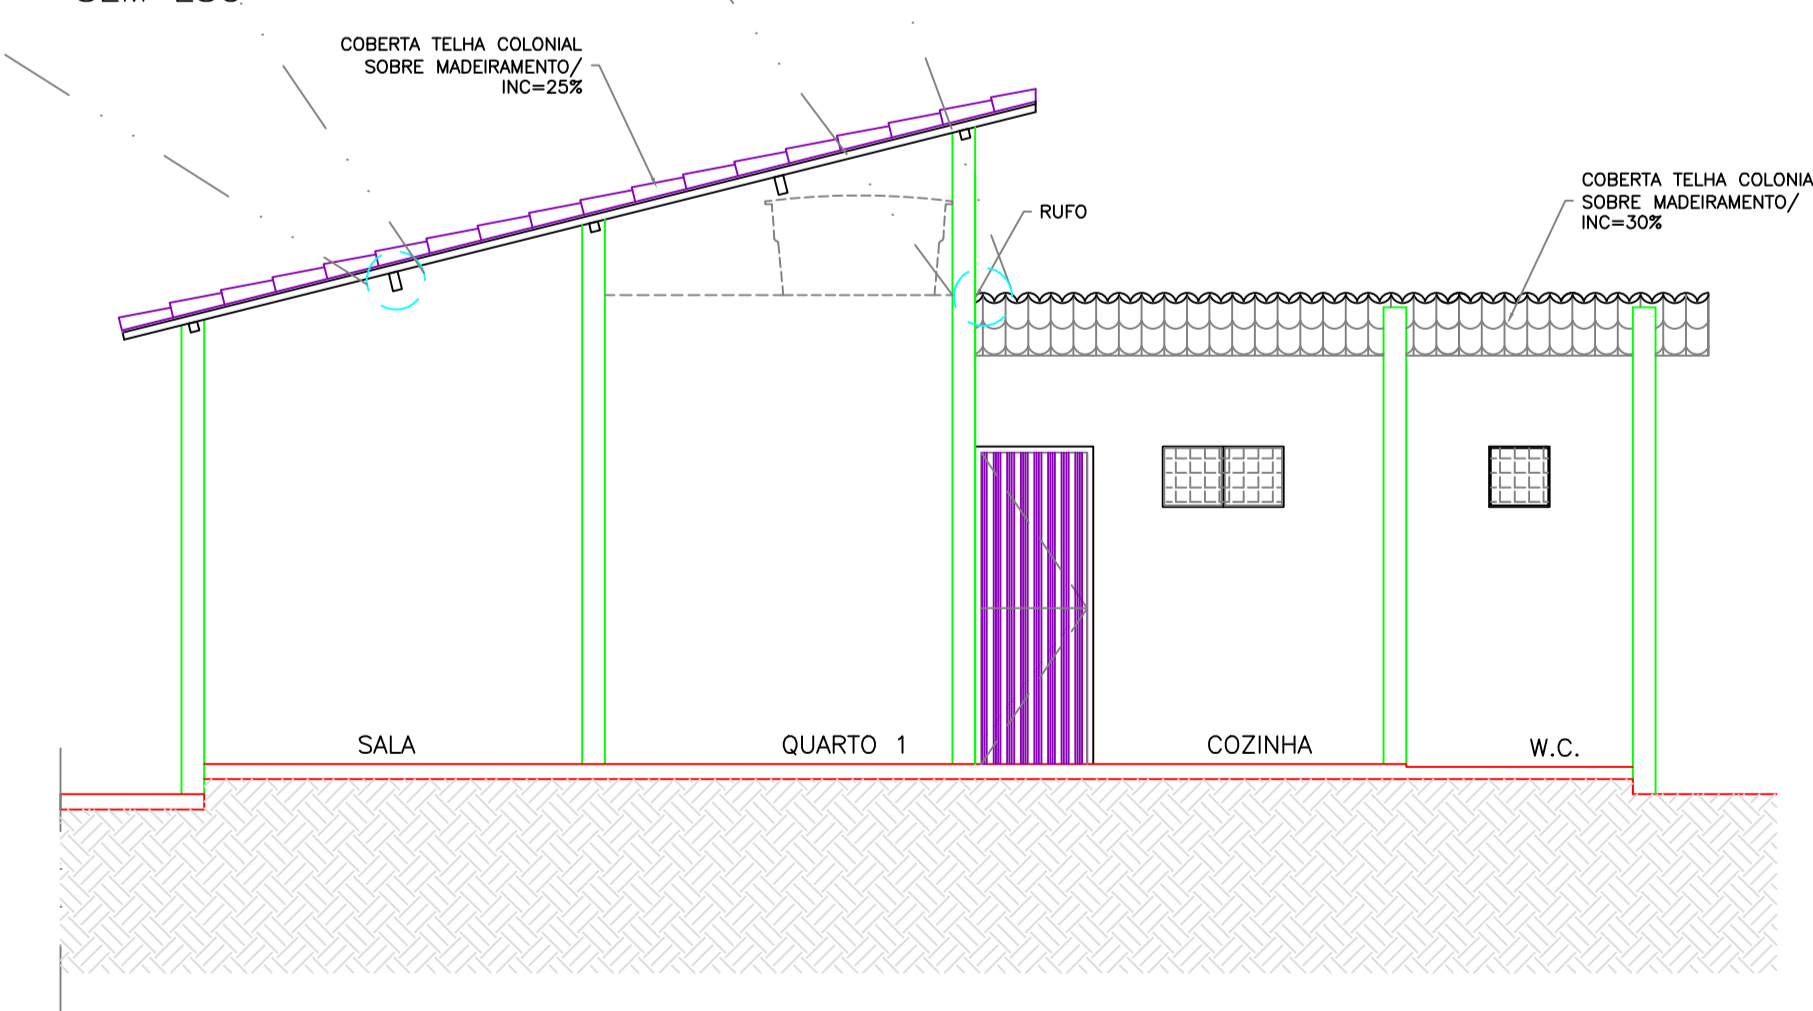 COBERTA TELHA COLONIAL
SOBRE MADEIRAMENTO/
INC=25%
COBERTA TELHA COLONIA
SOBRE MADEIRAMENTO/
INC=30%
RUFO
SALA
QUARTO 1
COZINHA
W.C.